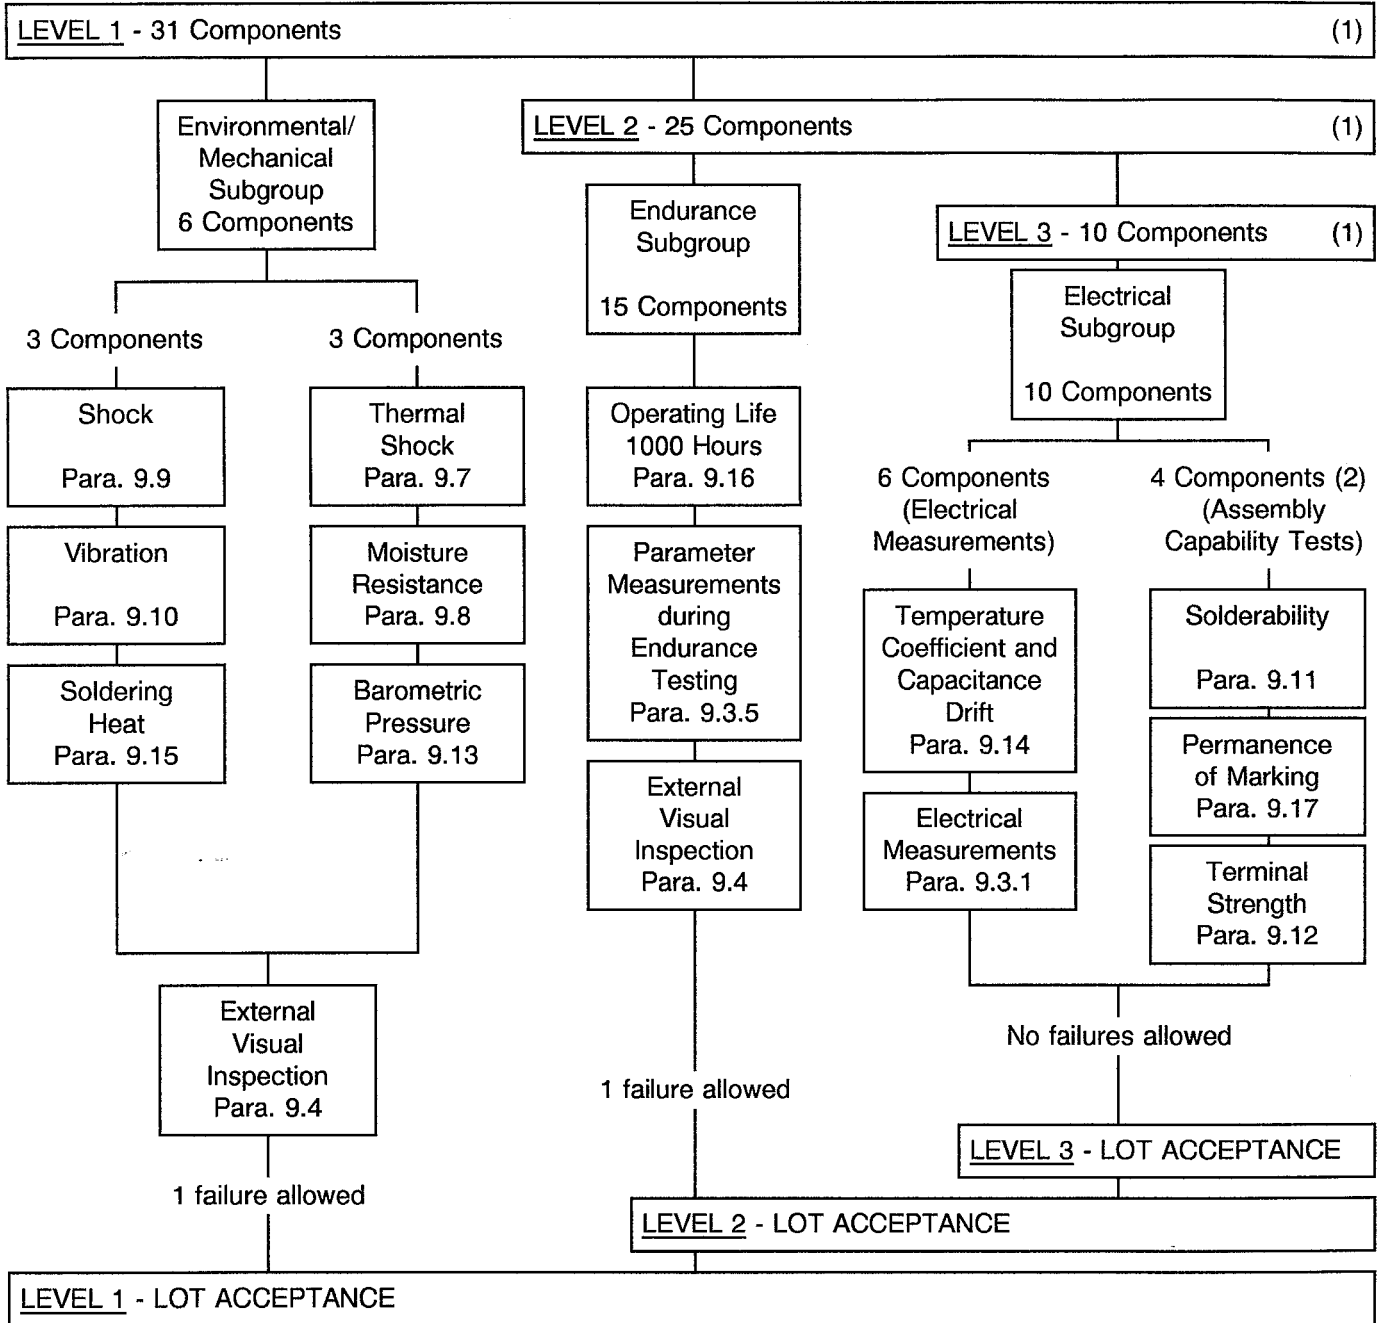 LEVEL 1 - 31 Components (1)
Environmental/
Mechanical
Subgroup
6 Components
LEVEL 2 - 25 Components (1)
Endurance
Subgroup
15 Components
LEVEL 3 - 10 Components (1)
Electrical
Subgroup
10 Components
3 Components
3 Components
Shock
Para. 9.9
Vibration
Para. 9.10
Soldering
Heat
Para. 9.15
Thermal
Shock
Para. 9.7
Moisture
Resistance
Para. 9.8
Barometric
Pressure
Para. 9.13
External
Visual
Inspection
Para. 9.4
1 failure allowed
Operating Life
1000 Hours
Para. 9.16
Parameter
Measurements
during
Endurance
Testing
Para. 9.3.5
External
Visual
Inspection
Para. 9.4
1 failure allowed
6 Components
(Electrical
Measurements)
Temperature
Coefficient and
Capacitance
Drift
Para. 9.14
Electrical
Measurements
Para. 9.3.1
4 Components (2)
(Assembly
Capability Tests)
Solderability
Para. 9.11
Permanence
of Marking
Para. 9.17
Terminal
Strength
Para. 9.12
No failures allowed
LEVEL 3 - LOT ACCEPTANCE
LEVEL 2 - LOT ACCEPTANCE
LEVEL 1 - LOT ACCEPTANCE